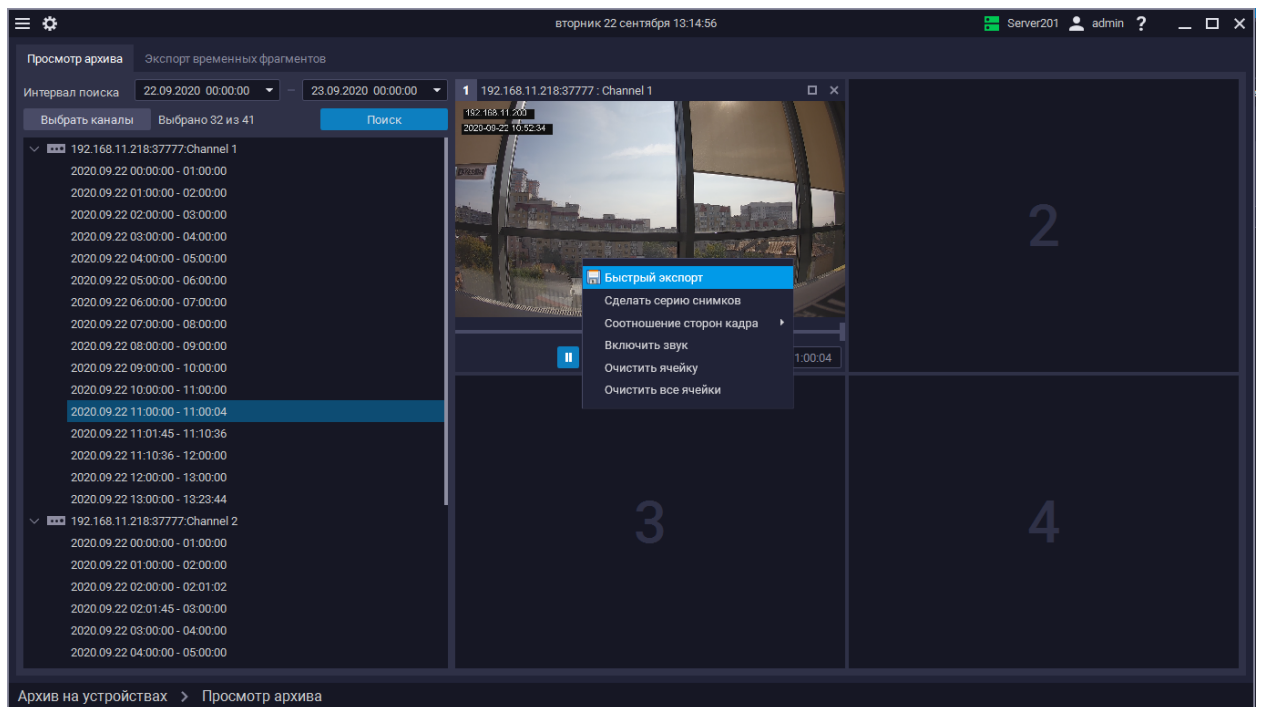 вторник 22 сентября 13:14:56 Server201 admin ?
Просмотр архива Экспорт временных фрагментов
Интервал поиска 22.09.2020 00:00:00 – 23.09.2020 00:00:00
Выбрать каналы Выбрано 32 из 41 Поиск
192.168.11.218:37777:Channel 1
2020.09.22 00:00:00 - 01:00:00
2020.09.22 01:00:00 - 02:00:00
2020.09.22 02:00:00 - 03:00:00
2020.09.22 03:00:00 - 04:00:00
2020.09.22 04:00:00 - 05:00:00
2020.09.22 05:00:00 - 06:00:00
2020.09.22 06:00:00 - 07:00:00
2020.09.22 07:00:00 - 08:00:00
2020.09.22 08:00:00 - 09:00:00
2020.09.22 09:00:00 - 10:00:00
2020.09.22 10:00:00 - 11:00:00
2020.09.22 11:00:00 - 11:00:04
2020.09.22 11:01:45 - 11:10:36
2020.09.22 11:10:36 - 12:00:00
2020.09.22 12:00:00 - 13:00:00
2020.09.22 13:00:00 - 13:23:44
192.168.11.218:37777:Channel 2
2020.09.22 00:00:00 - 01:00:00
2020.09.22 01:00:00 - 02:00:00
2020.09.22 02:00:00 - 02:01:02
2020.09.22 02:01:45 - 03:00:00
2020.09.22 03:00:00 - 04:00:00
2020.09.22 04:00:00 - 05:00:00
1 192.168.11.218:37777 : Channel 1
192.168.11.200
2020-09-22 10:52:34
Быстрый экспорт
Сделать серию снимков
Соотношение сторон кадра
Включить звук
Очистить ячейку
Очистить все ячейки
1:00:04
2
3
4
Архив на устройствах > Просмотр архива